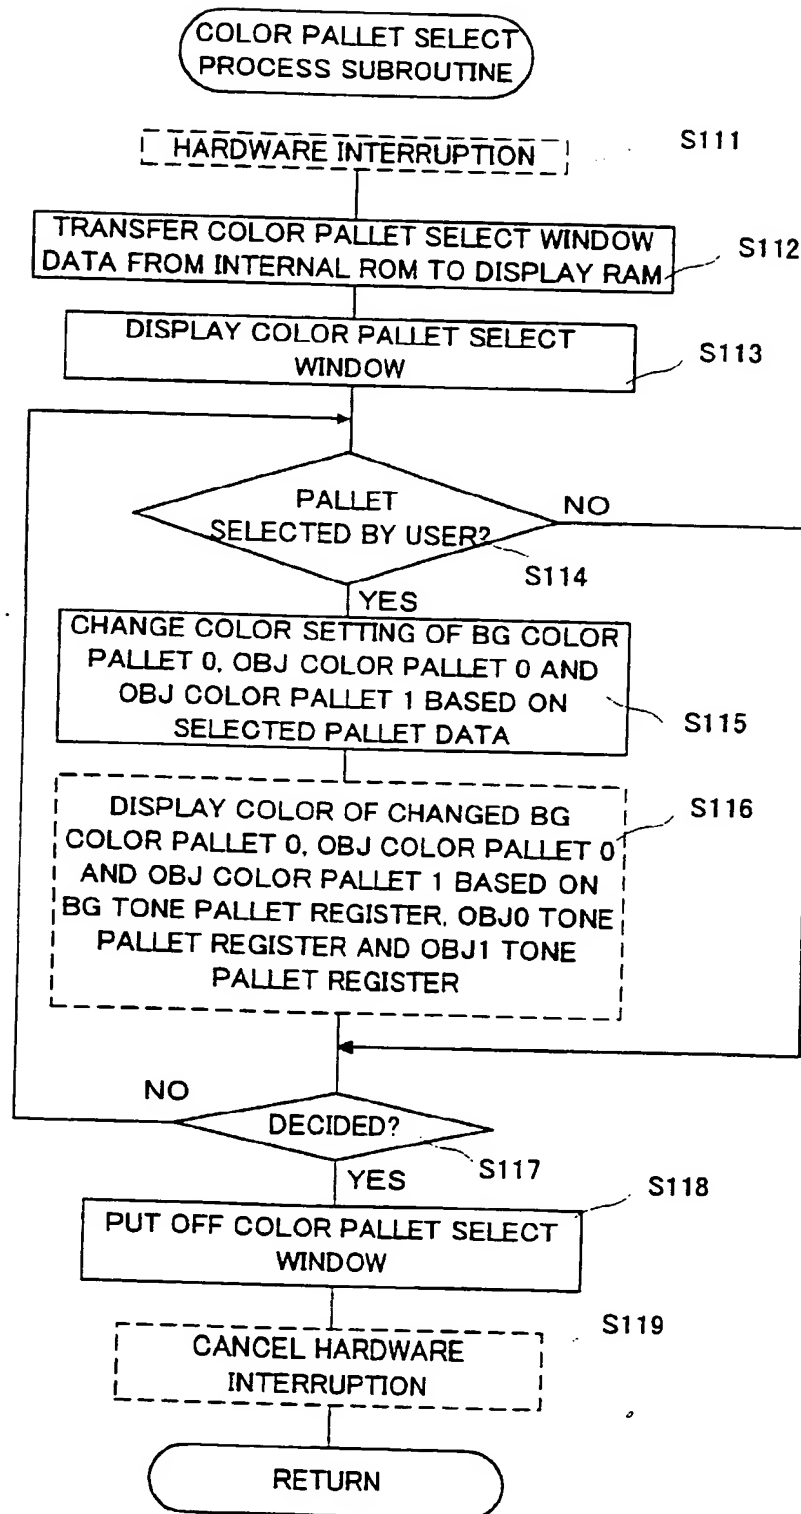 COLOR PALLET SELECT
PROCESS SUBROUTINE
HARDWARE INTERRUPTION
S111
TRANSFER COLOR PALLET SELECT WINDOW
DATA FROM INTERNAL ROM TO DISPLAY RAM
S112
DISPLAY COLOR PALLET SELECT
WINDOW
S113
PALLET
SELECTED BY USER?
NO
S114
YES
CHANGE COLOR SETTING OF BG COLOR
PALLET 0, OBJ COLOR PALLET 0 AND
OBJ COLOR PALLET 1 BASED ON
SELECTED PALLET DATA
S115
DISPLAY COLOR OF CHANGED BG
COLOR PALLET 0, OBJ COLOR PALLET 0
AND OBJ COLOR PALLET 1 BASED ON
BG TONE PALLET REGISTER, OBJ0 TONE
PALLET REGISTER AND OBJ1 TONE
PALLET REGISTER
S116
NO
DECIDED?
S117
YES
PUT OFF COLOR PALLET SELECT
WINDOW
S118
CANCEL HARDWARE
INTERRUPTION
S119
RETURN